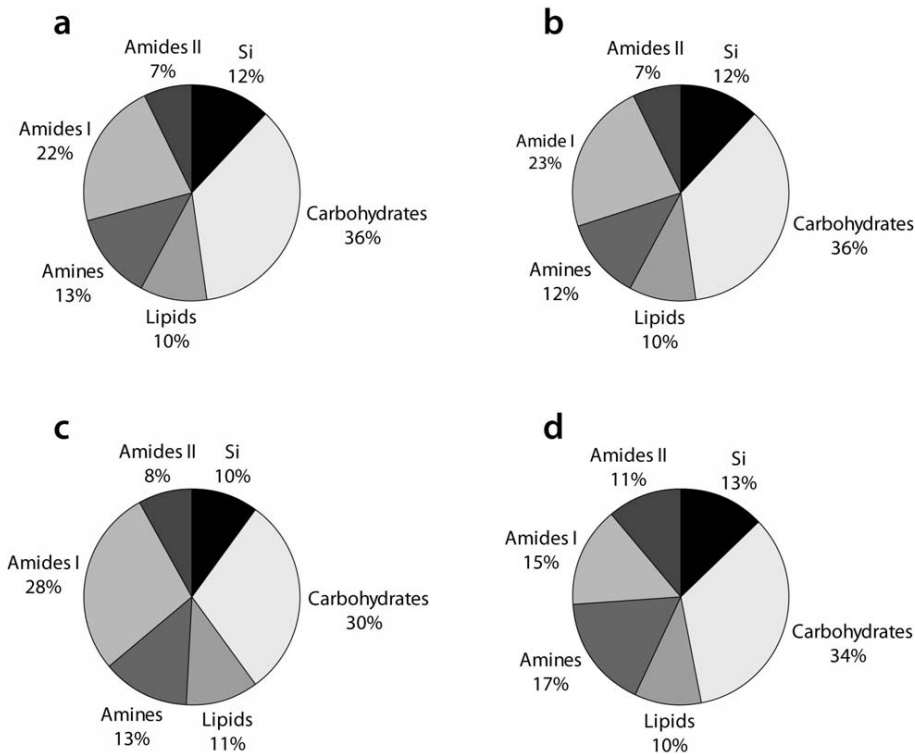 a
Amides II
7%
Si
12%
Amides I
22%
Carbohydrates
36%
Amines
13%
Lipids
10%
b
Amides II
7%
Si
12%
Amide I
23%
Carbohydrates
36%
Amines
12%
Lipids
10%
c
Amides II
8%
Si
10%
Amides I
28%
Carbohydrates
30%
Amines
13%
Lipids
11%
d
Amides II
11%
Si
13%
Amides I
15%
Carbohydrates
34%
Amines
17%
Lipids
10%